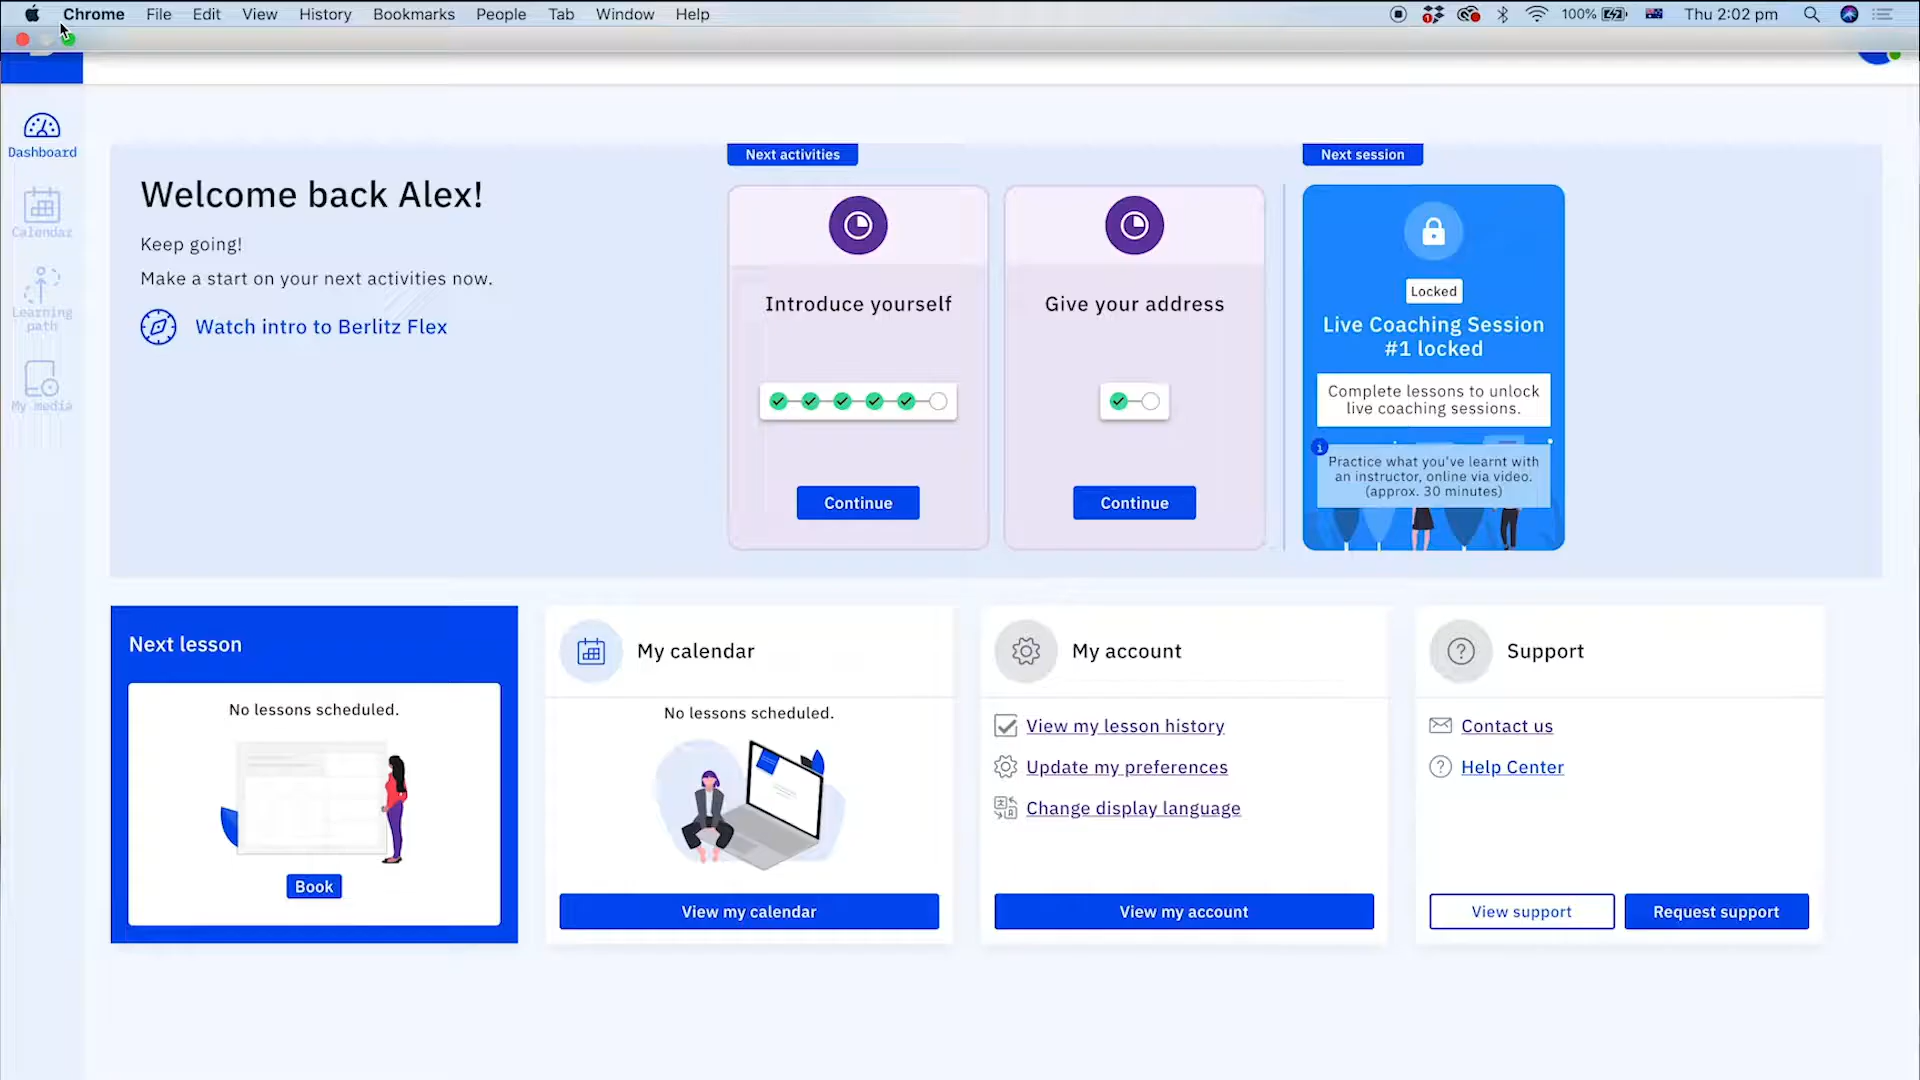 Chrome File Edit View History Bookmarks People Tab Window Help 100% Thu 2:02 pm
Dashboard
Calendar
Learning
path
My media
Welcome back Alex!
Keep going!
Make a start on your next activities now.
Watch intro to Berlitz Flex
Next activities
Introduce yourself
Continue
Give your address
Continue
Next session
Locked
Live Coaching Session
#1 locked
Complete lessons to unlock
live coaching sessions.
i
Practice what you've learnt with
an instructor, online via video.
(approx. 30 minutes)
Next lesson
No lessons scheduled.
Book
My calendar
No lessons scheduled.
View my calendar
My account
View my lesson history
Update my preferences
Change display language
View my account
Support
Contact us
Help Center
View support
Request support